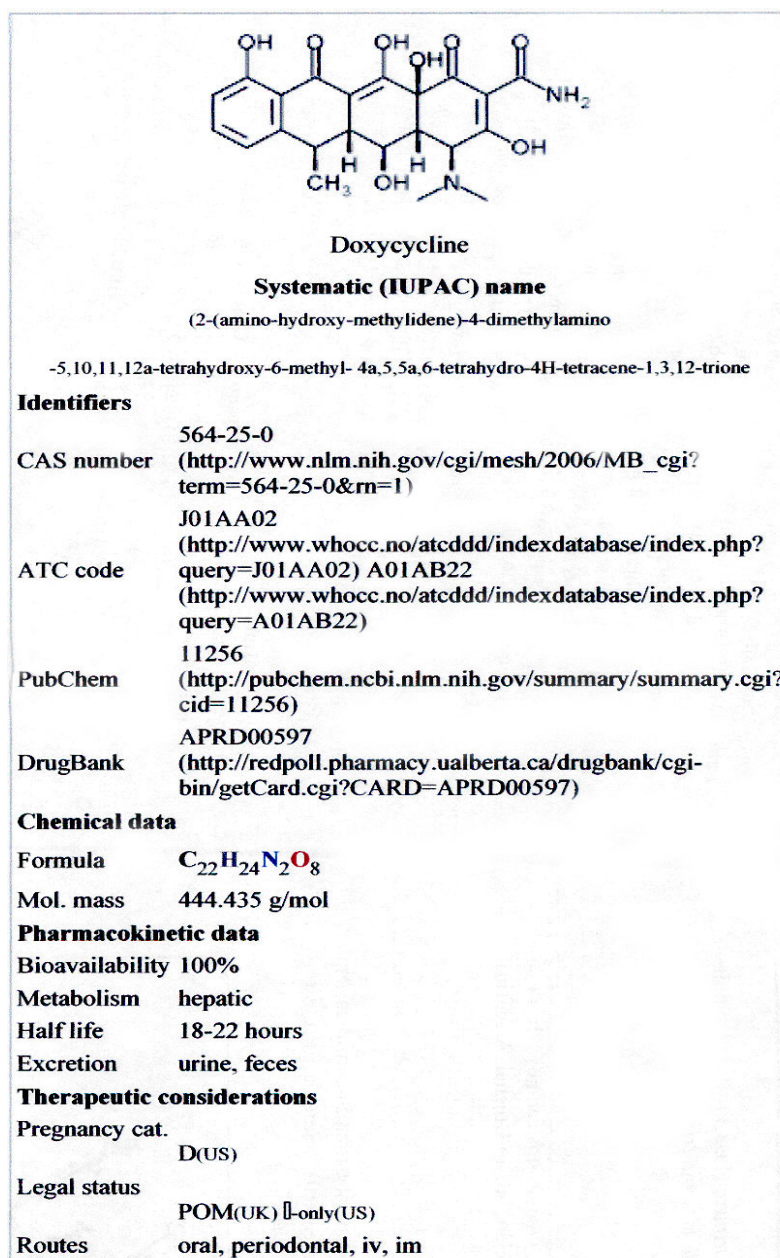 OH O OH OH O O
NH2
OH
H H
CH3 OH N
Doxycycline
Systematic (IUPAC) name
(2-(amino-hydroxy-methylidene)-4-dimethylamino
-5,10,11,12a-tetrahydroxy-6-methyl- 4a,5,5a,6-tetrahydro-4H-tetracene-1,3,12-trione
Identifiers
564-25-0
CAS number (http://www.nlm.nih.gov/cgi/mesh/2006/MB_cgi?
term=564-25-0&rn=1)
J01AA02
(http://www.whocc.no/atcddd/indexdatabase/index.php?
ATC code query=J01AA02) A01AB22
(http://www.whocc.no/atcddd/indexdatabase/index.php?
query=A01AB22)
11256
PubChem (http://pubchem.ncbi.nlm.nih.gov/summary/summary.cgi?
cid=11256)
APRD00597
DrugBank (http://redpoll.pharmacy.ualberta.ca/drugbank/cgi-
bin/getCard.cgi?CARD=APRD00597)
Chemical data
Formula C22H24N2O8
Mol. mass 444.435 g/mol
Pharmacokinetic data
Bioavailability 100%
Metabolism hepatic
Half life 18-22 hours
Excretion urine, feces
Therapeutic considerations
Pregnancy cat.
D(US)
Legal status
POM(UK) ▯-only(US)
Routes oral, periodontal, iv, im